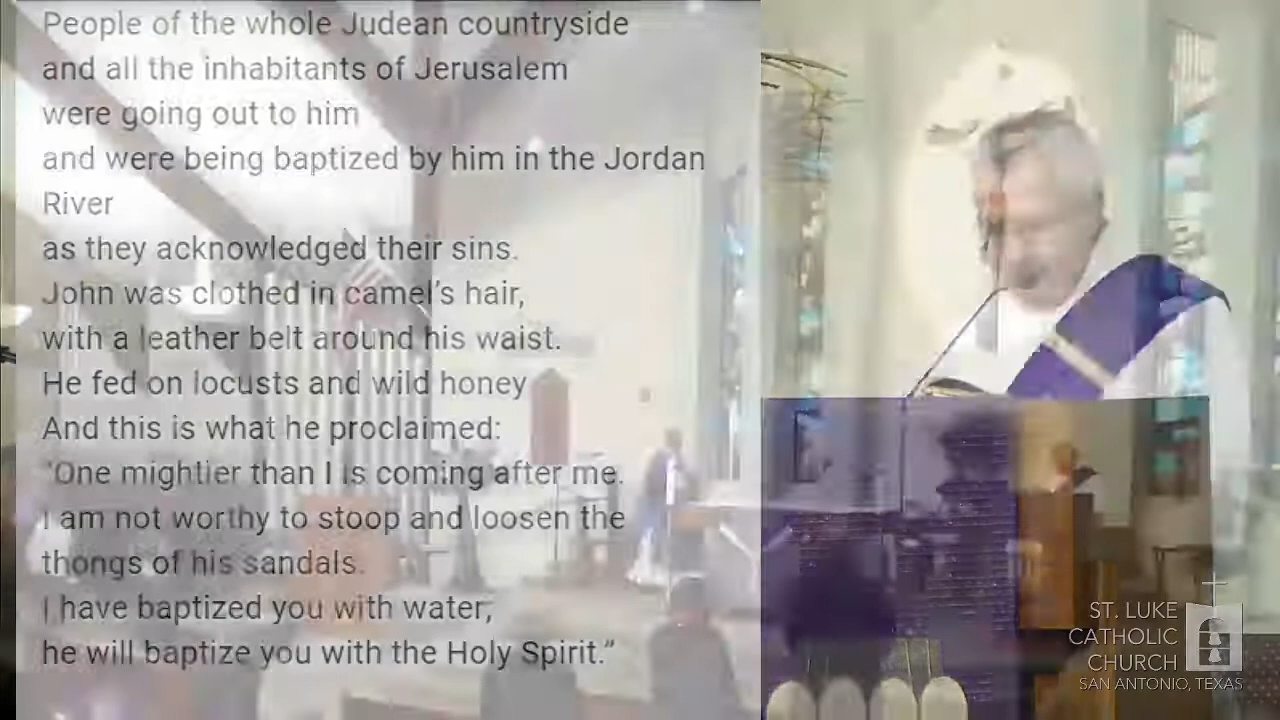 People of the whole Judean countryside
and all the inhabitants of Jerusalem
were going out to him
and were being baptized by him in the Jordan
River
as they acknowledged their sins.
John was clothed in camel's hair,
with a leather belt around his waist.
He fed on locusts and wild honey
And this is what he proclaimed:
"One mightier than I is coming after me.
I am not worthy to stoop and loosen the
thongs of his sandals.
I have baptized you with water,
he will baptize you with the Holy Spirit."
ST. LUKE
CATHOLIC
CHURCH
SAN ANTONIO, TEXAS